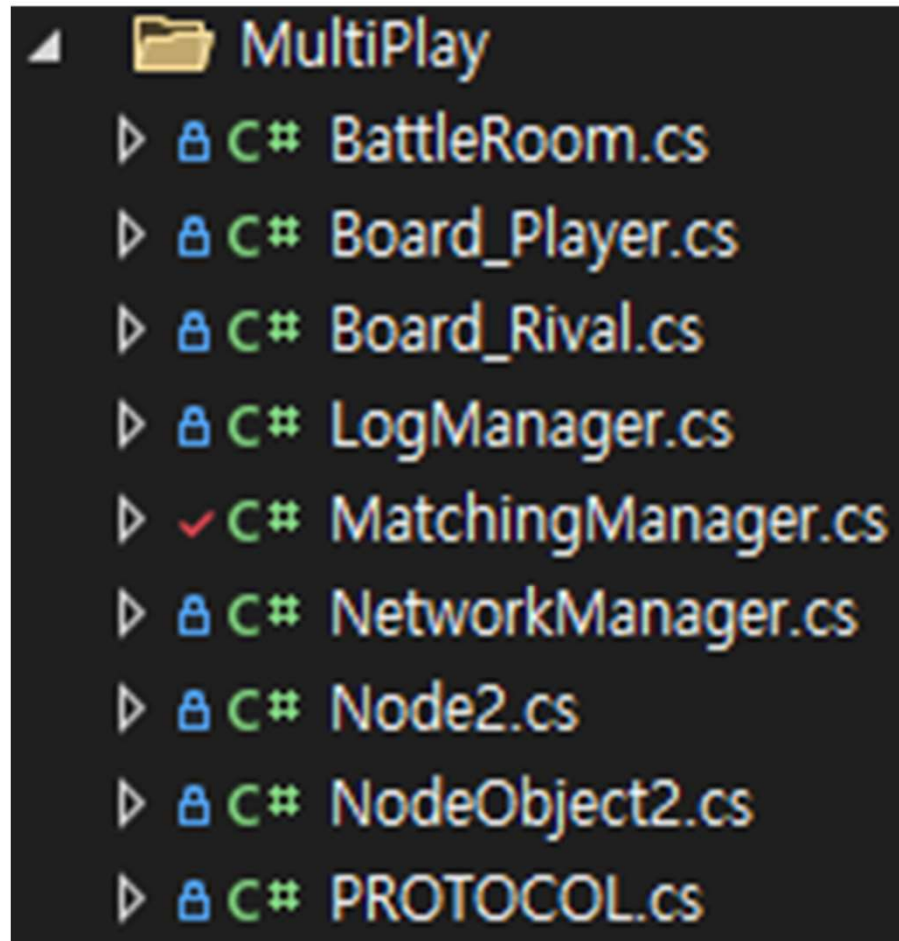 MultiPlay
C# BattleRoom.cs
C# Board_Player.cs
C# Board_Rival.cs
C# LogManager.cs
C# MatchingManager.cs
C# NetworkManager.cs
C# Node2.cs
C# NodeObject2.cs
C# PROTOCOL.cs